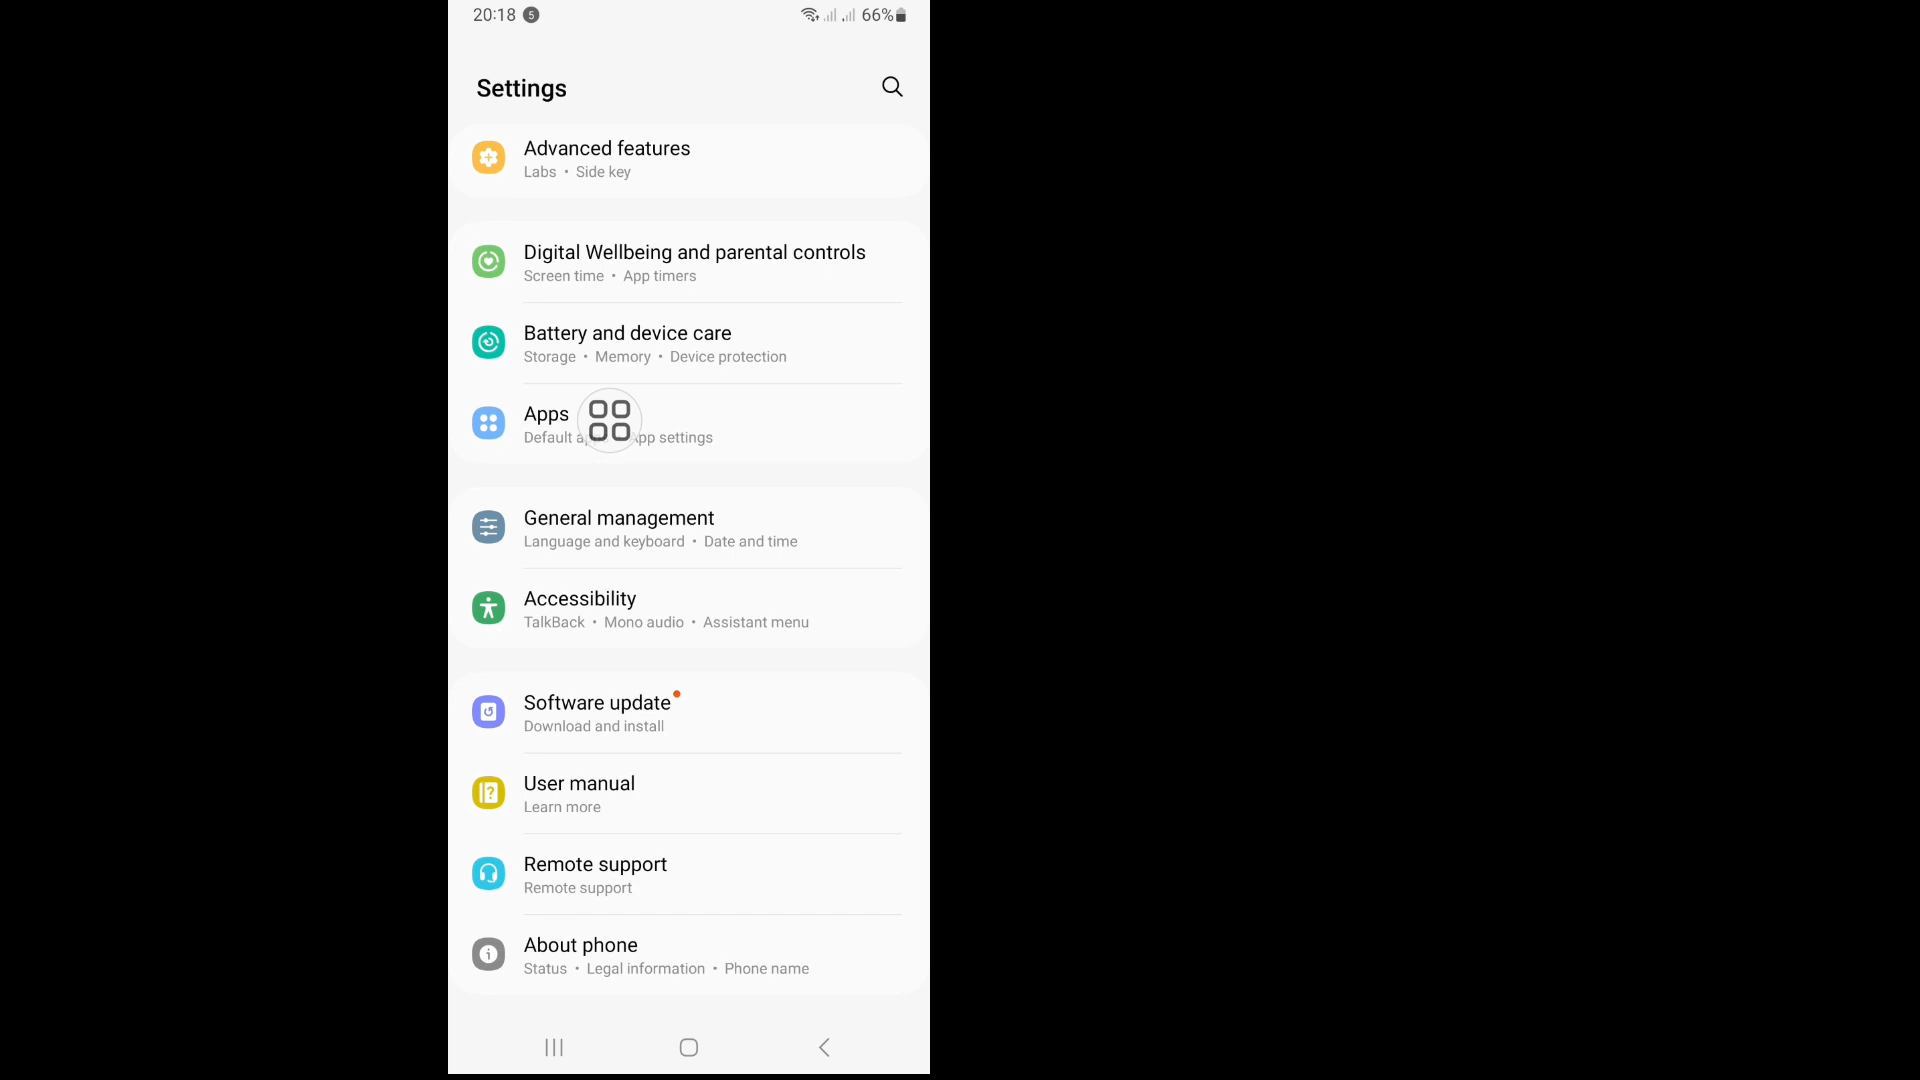 20:18 5 66%
Settings
Advanced features
Labs • Side key
Digital Wellbeing and parental controls
Screen time • App timers
Battery and device care
Storage • Memory • Device protection
Apps
Default App settings
General management
Language and keyboard • Date and time
Accessibility
TalkBack • Mono audio • Assistant menu
Software update
Download and install
User manual
Learn more
Remote support
Remote support
About phone
Status • Legal information • Phone name